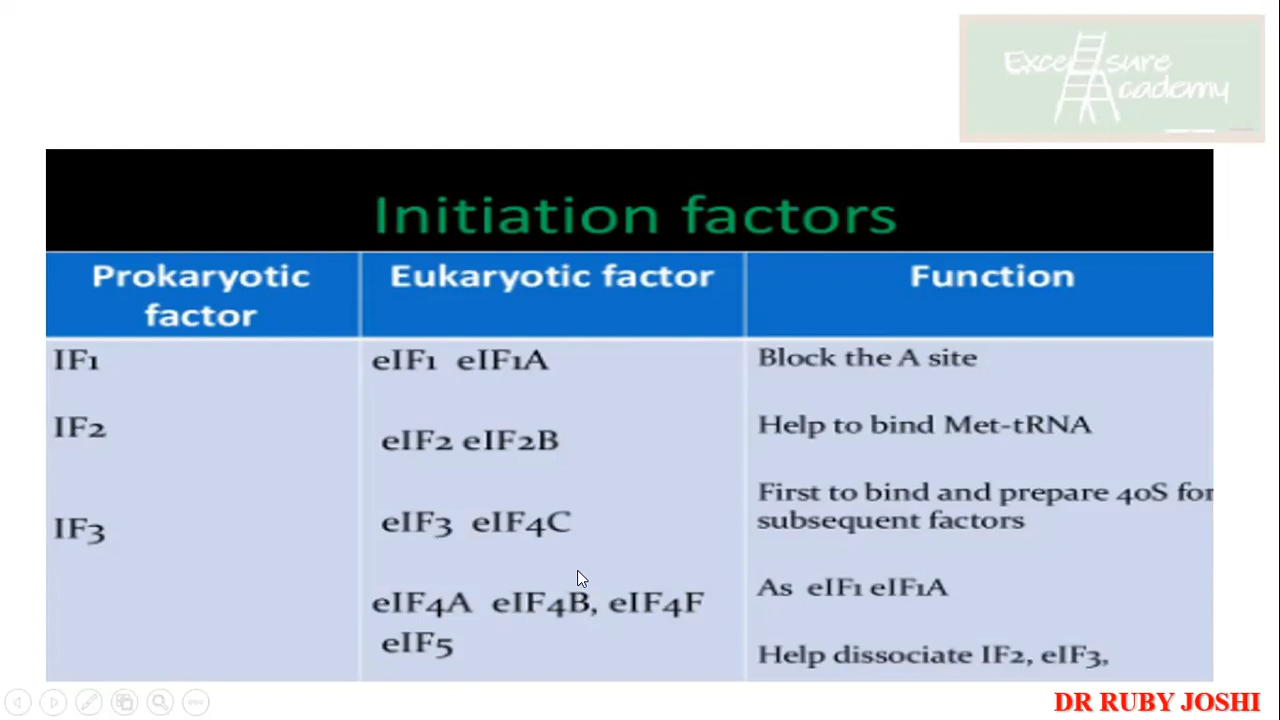 Excel sure
Academy
Initiation factors
Prokaryotic
factor
Eukaryotic factor
Function
IF1
eIF1 eIF1A
Block the A site
IF2
eIF2 eIF2B
Help to bind Met-tRNA
IF3
eIF3 eIF4C
First to bind and prepare 40S for
subsequent factors
eIF4A eIF4B, eIF4F
As eIF1 eIF1A
eIF5
Help dissociate IF2, eIF3,
DR RUBY JOSHI